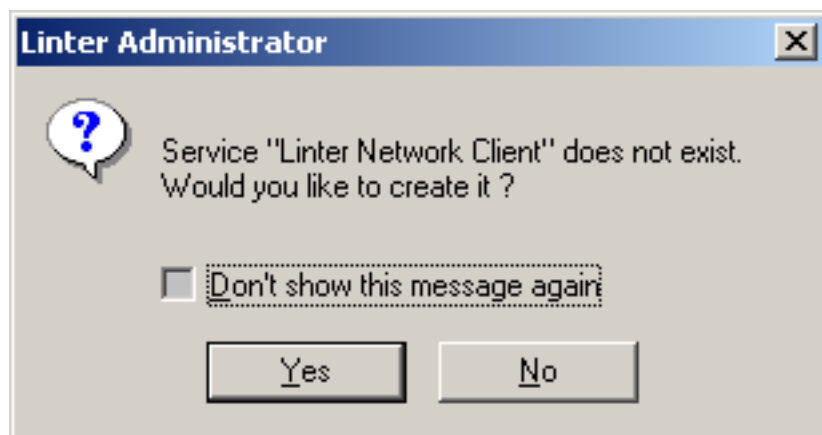 Linter Administrator
Service "Linter Network Client" does not exist.
Would you like to create it ?
Don't show this message again
Yes
No